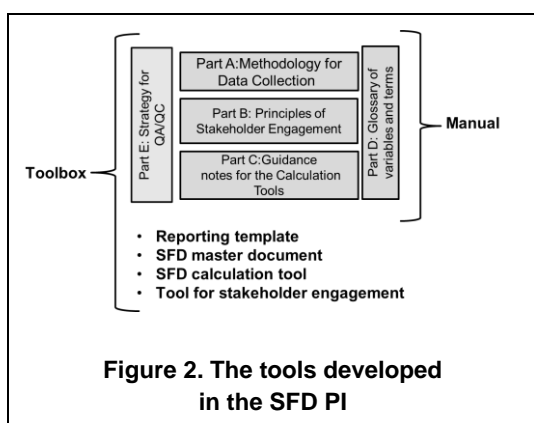 Toolbox
Part E: Strategy for
QA/QC
Part A:Methodology for
Data Collection
Part B: Principles of
Stakeholder Engagement
Part C:Guidance
notes for the Calculation
Tools
Part D: Glossary of
variables and terms
Manual
• Reporting template
• SFD master document
• SFD calculation tool
• Tool for stakeholder engagement
Figure 2. The tools developed
in the SFD PI